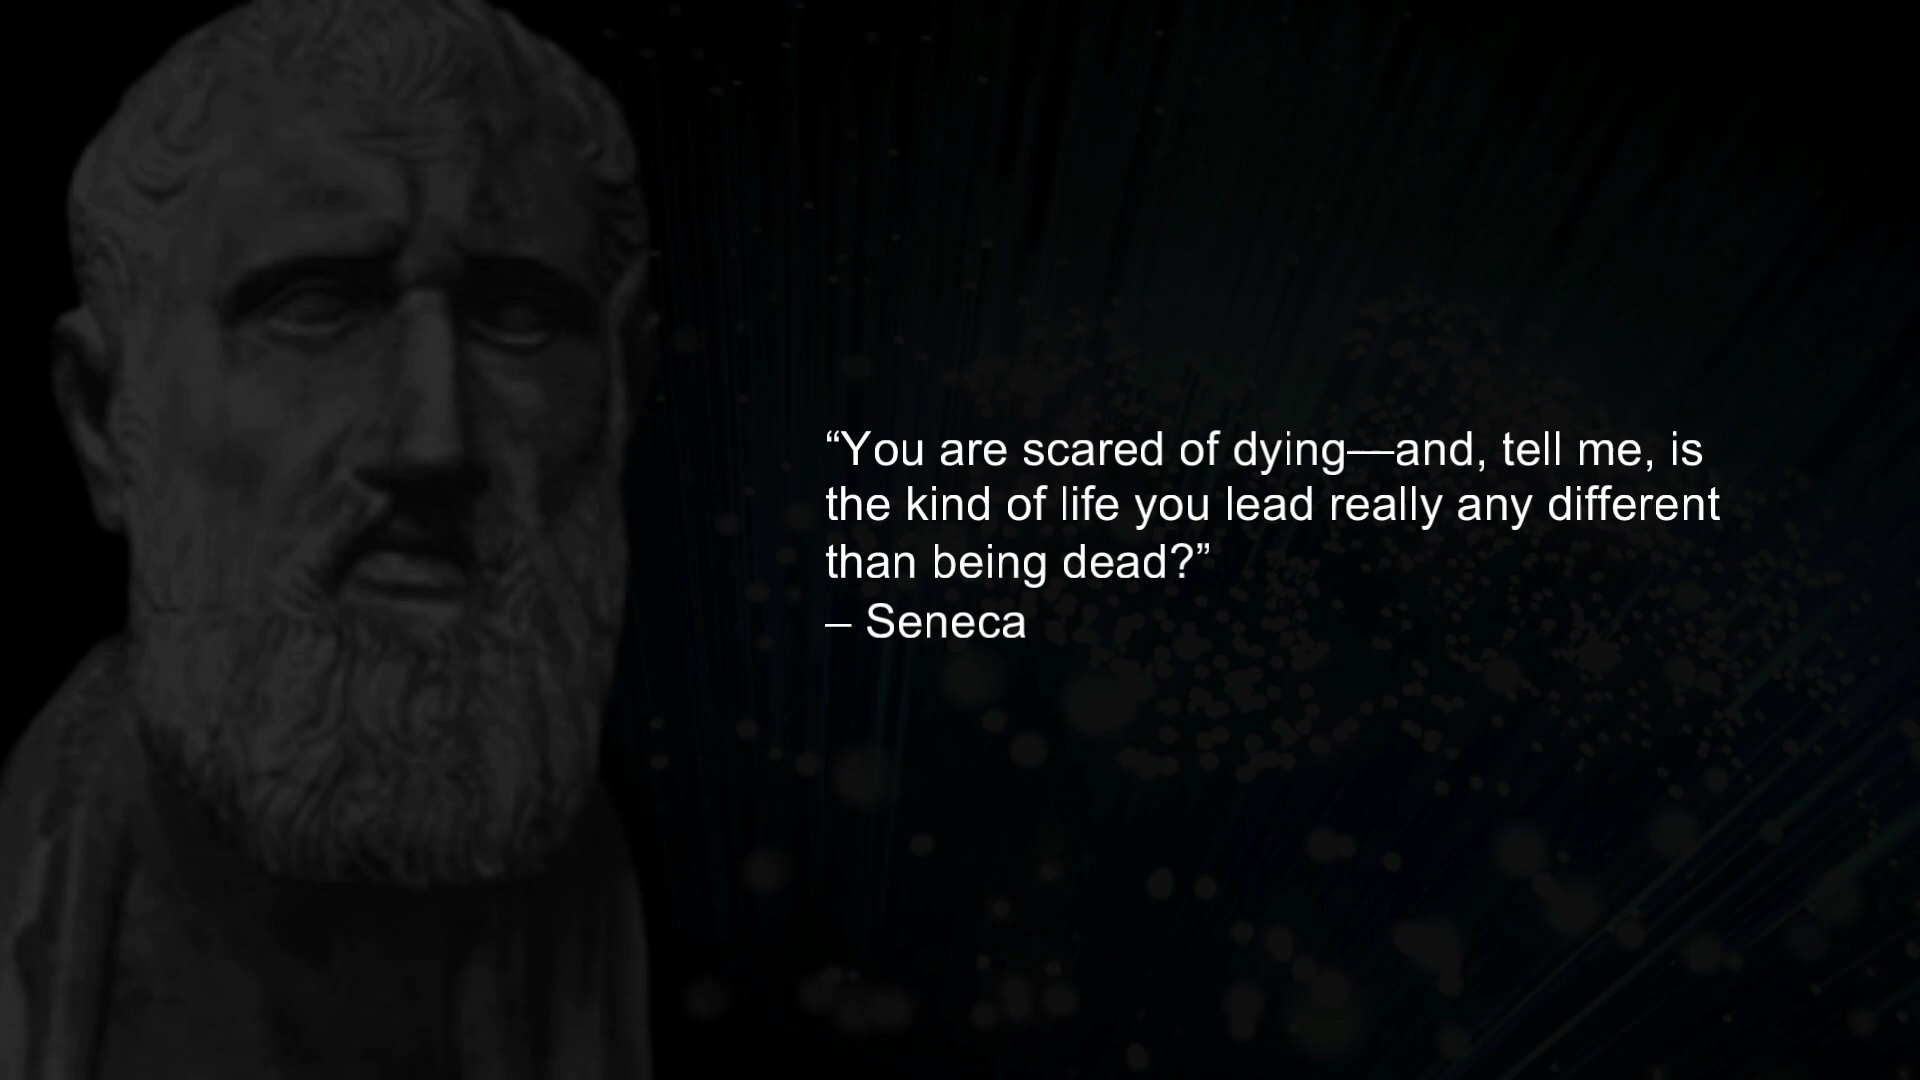 “You are scared of dying—and, tell me, is
the kind of life you lead really any different
than being dead?”
– Seneca